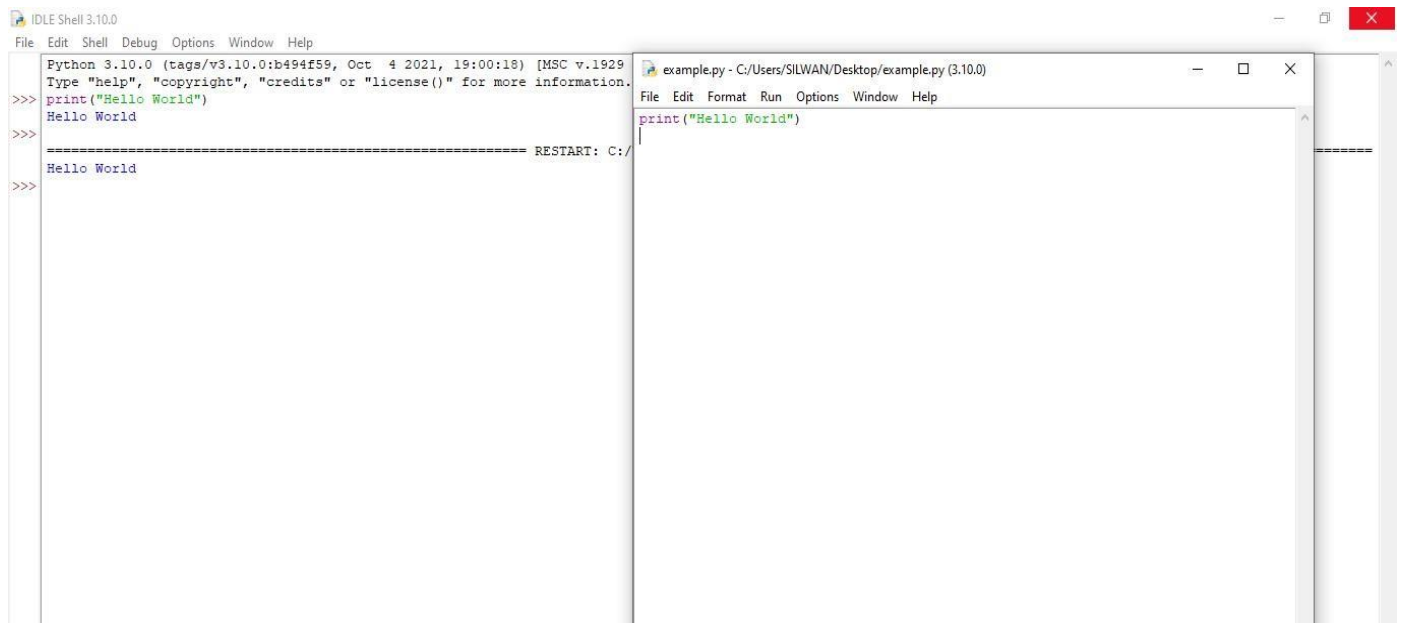 IDLE Shell 3.10.0
File Edit Shell Debug Options Window Help
Python 3.10.0 (tags/v3.10.0:b494f59, Oct  4 2021, 19:00:18) [MSC v.1929
Type "help", "copyright", "credits" or "license()" for more information.
>>> print("Hello World")
Hello World
>>>
=========================================================== RESTART: C:/
Hello World
>>>
example.py - C:/Users/SILWAN/Desktop/example.py (3.10.0)
File Edit Format Run Options Window Help
print("Hello World")